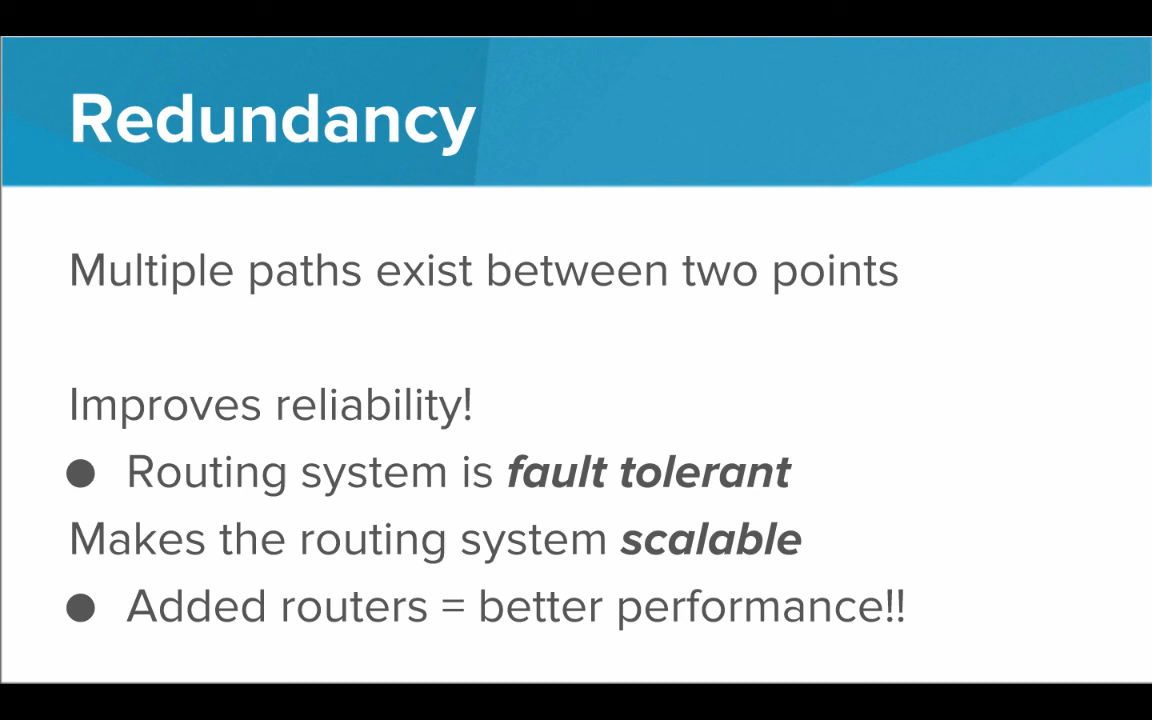 Redundancy
Multiple paths exist between two points
Improves reliability!
● Routing system is fault tolerant
Makes the routing system scalable
● Added routers = better performance!!